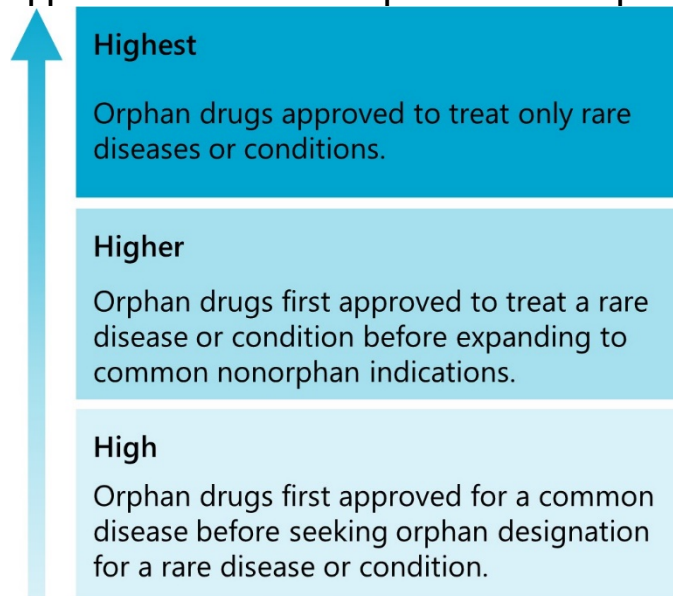 Highest
Orphan drugs approved to treat only rare
diseases or conditions.
Higher
Orphan drugs first approved to treat a rare
disease or condition before expanding to
common nonorphan indications.
High
Orphan drugs first approved for a common
disease before seeking orphan designation
for a rare disease or condition.